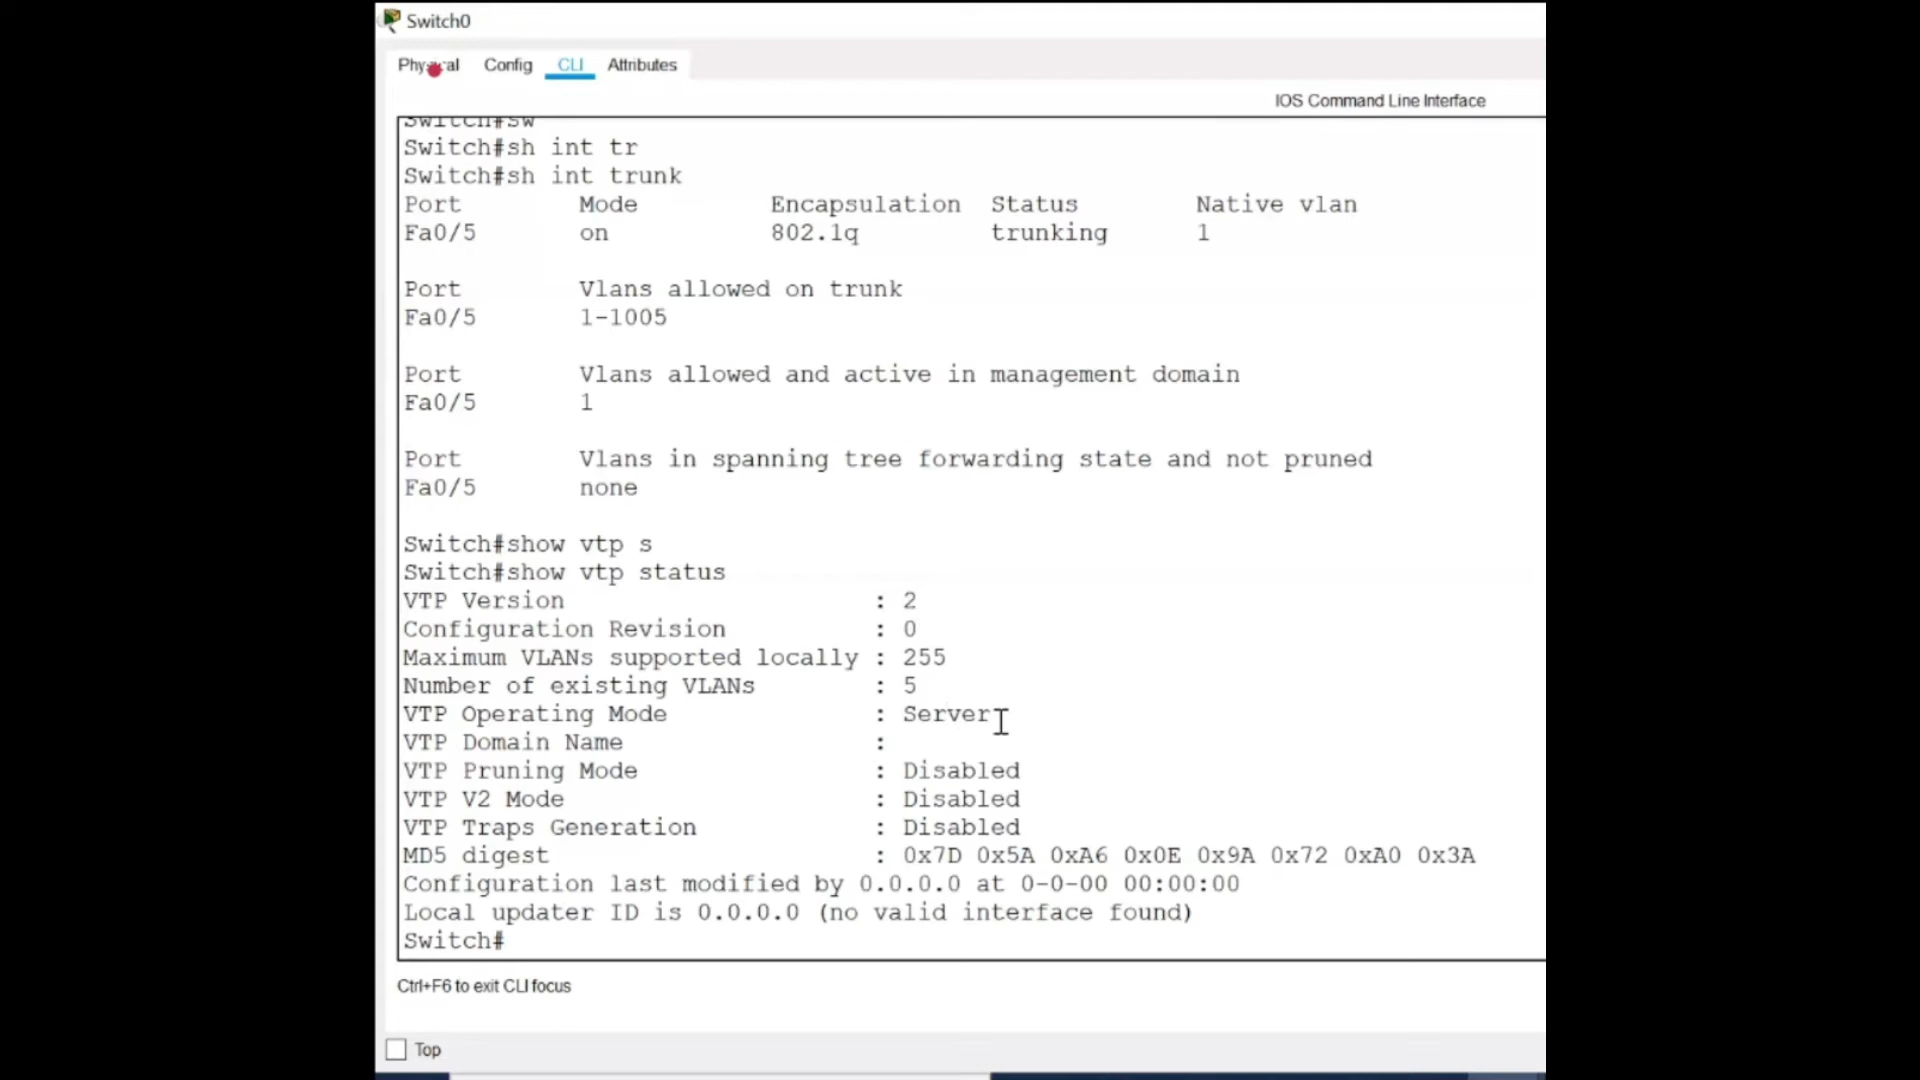 Switch0
Physical Config CLI Attributes
IOS Command Line Interface
Switch#sw
Switch#sh int tr
Switch#sh int trunk
Port Mode Encapsulation Status Native vlan
Fa0/5 on 802.1q trunking 1
Port Vlans allowed on trunk
Fa0/5 1-1005
Port Vlans allowed and active in management domain
Fa0/5 1
Port Vlans in spanning tree forwarding state and not pruned
Fa0/5 none
Switch#show vtp s
Switch#show vtp status
VTP Version : 2
Configuration Revision : 0
Maximum VLANs supported locally : 255
Number of existing VLANs : 5
VTP Operating Mode : Server
VTP Domain Name :
VTP Pruning Mode : Disabled
VTP V2 Mode : Disabled
VTP Traps Generation : Disabled
MD5 digest : 0x7D 0x5A 0xA6 0x0E 0x9A 0x72 0xA0 0x3A
Configuration last modified by 0.0.0.0 at 0-0-00 00:00:00
Local updater ID is 0.0.0.0 (no valid interface found)
Switch#
Ctrl+F6 to exit CLI focus
Top